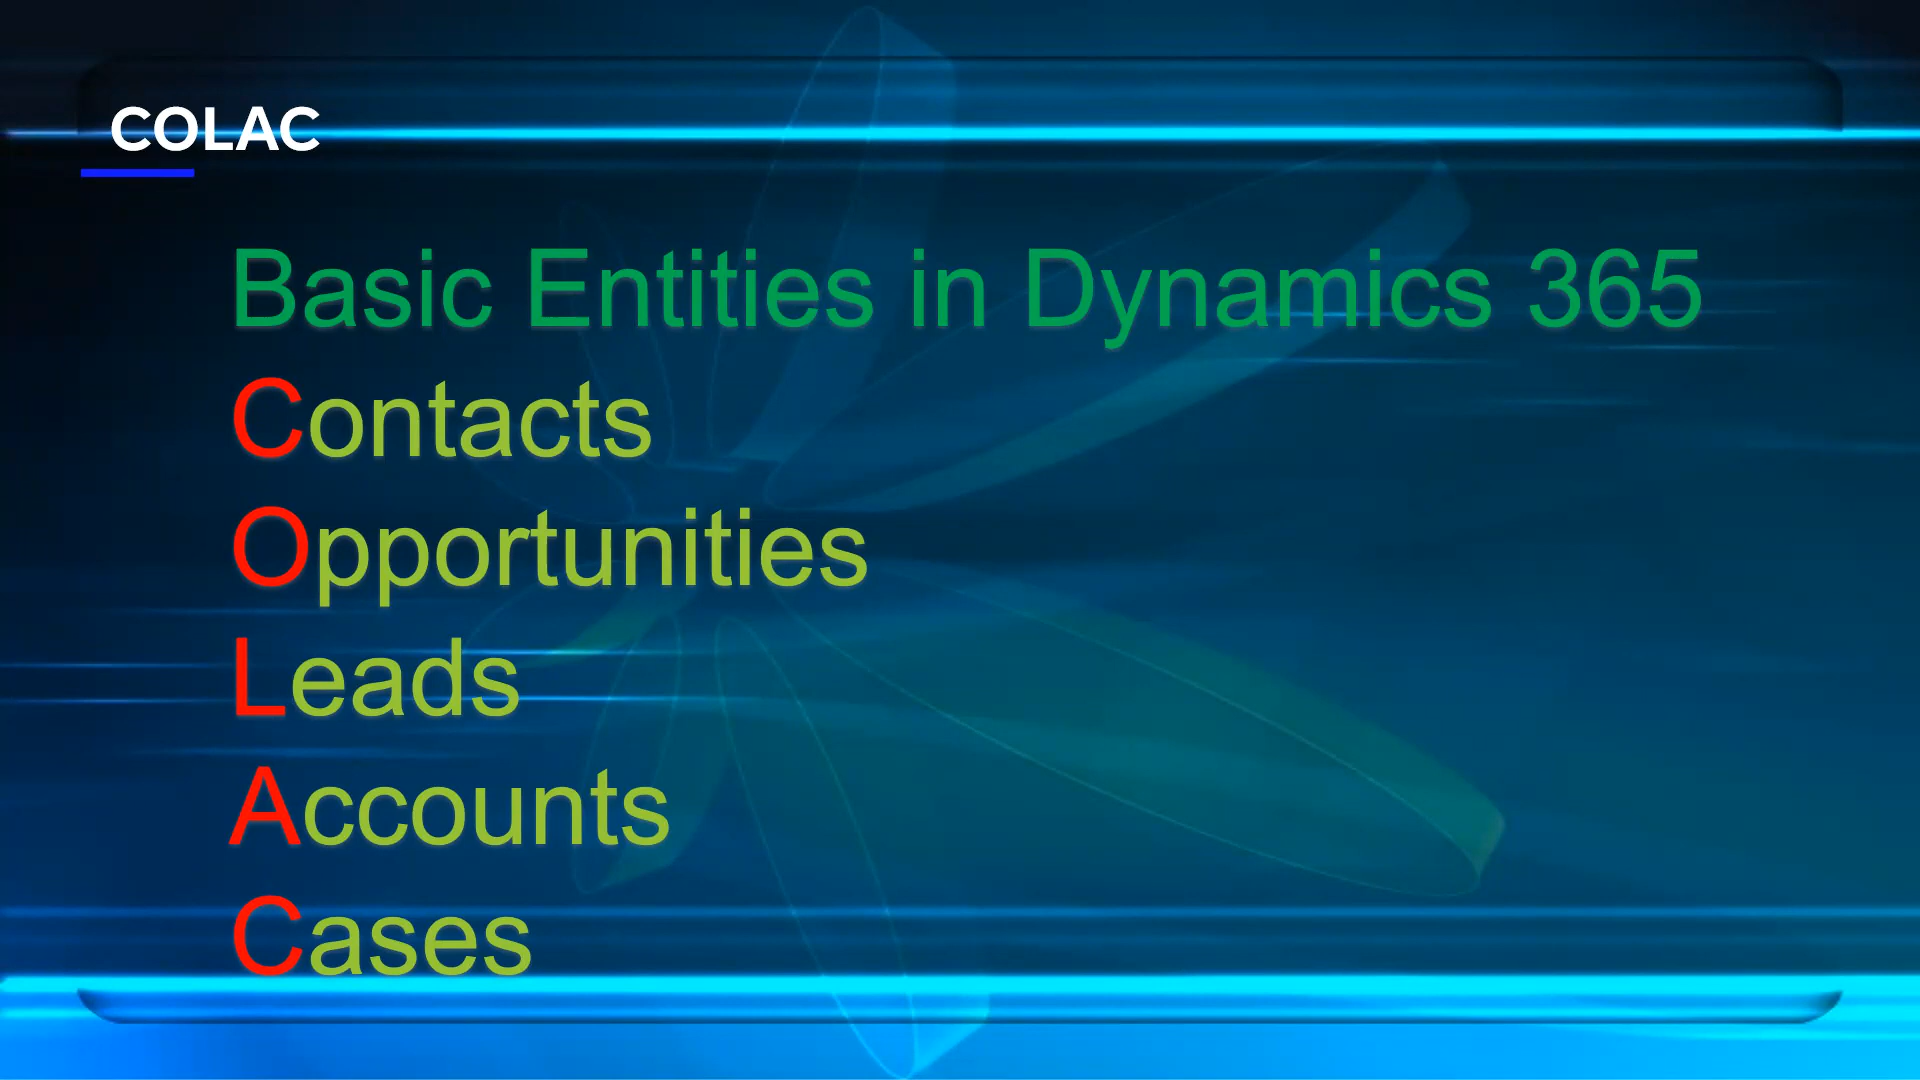 COLAC
Basic Entities in Dynamics 365
Contacts
Opportunities
Leads
Accounts
Cases